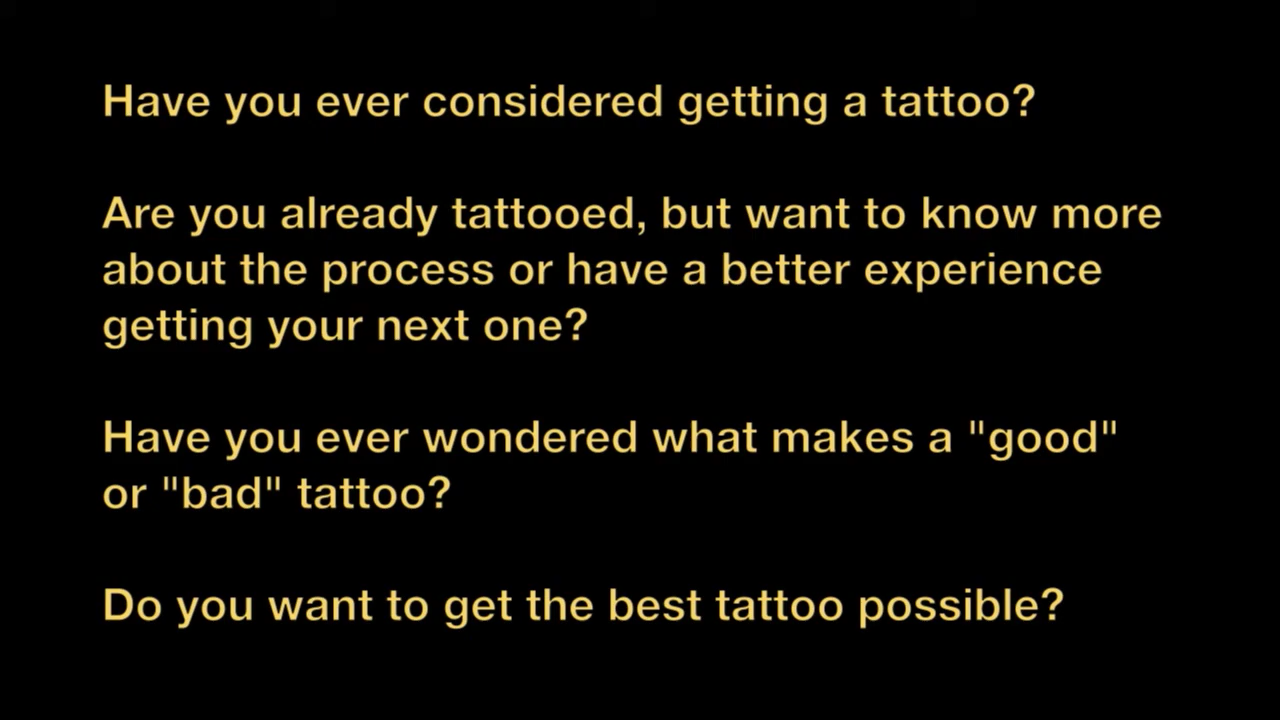 Have you ever considered getting a tattoo?
Are you already tattooed, but want to know more
about the process or have a better experience
getting your next one?
Have you ever wondered what makes a "good"
or "bad" tattoo?
Do you want to get the best tattoo possible?